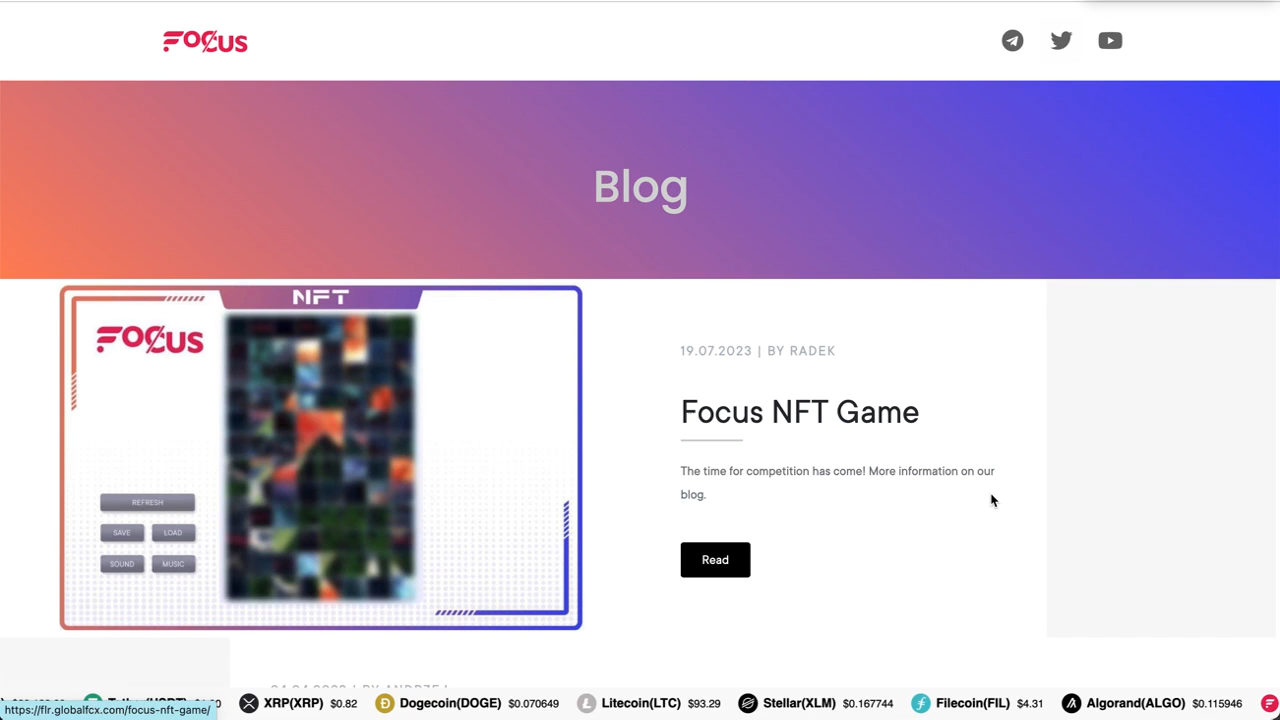 FOCUS
Blog
NFT
FOCUS
REFRESH
SAVE LOAD
SOUND MUSIC
19.07.2023 | BY RADEK
Focus NFT Game
The time for competition has come! More information on our
blog.
Read
XRP(XRP) $0.82 Dogecoin(DOGE) $0.070649 Litecoin(LTC) $93.29 Stellar(XLM) $0.167744 Filecoin(FIL) $4.31 Algorand(ALGO) $0.115946
https://flr.globalfcx.com/focus-nft-game/